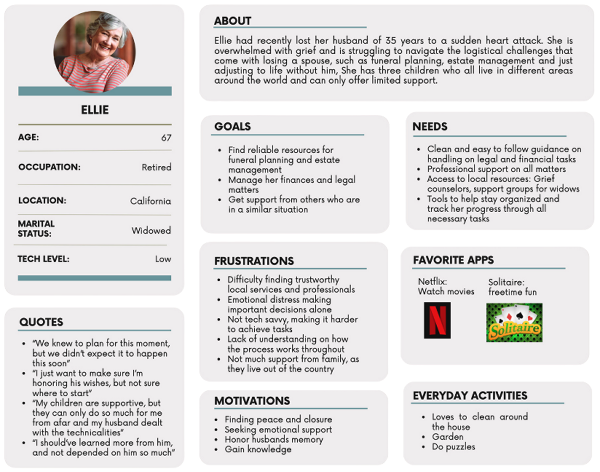 ELLIE
AGE: 67
OCCUPATION: Retired
LOCATION: California
MARITAL
STATUS: Widowed
TECH LEVEL: Low
QUOTES
• “We knew to plan for this moment,
but we didn’t expect it to happen
this soon”
• “I just want to make sure I’m
honoring his wishes, but not sure
where to start”
• “My children are supportive, but
they can only do so much for me
from afar and my husband dealt
with the technicalities”
• “I should’ve learned more from him,
and not depended on him so much”
ABOUT
Ellie had recently lost her husband of 35 years to a sudden heart attack. She is
overwhelmed with grief and is struggling to navigate the logistical challenges that
come with losing a spouse, such as funeral planning, estate management and just
adjusting to life without him, She has three children who all live in different areas
around the world and can only offer limited support.
GOALS
• Find reliable resources for
funeral planning and estate
management
• Manage her finances and legal
matters
• Get support from others who are
in a similar situation
NEEDS
• Clean and easy to follow guidance on
handling on legal and financial tasks
• Professional support on all matters
• Access to local resources: Grief
counselors, support groups for widows
• Tools to help stay organized and
track her progress through all
necessary tasks
FRUSTRATIONS
• Difficulty finding trustworthy
local services and professionals
• Emotional distress making
important decisions alone
• Not tech savvy, making it harder
to achieve tasks
• Lack of understanding on how
the process works throughout
• Not much support from family, as
they live out of the country
FAVORITE APPS
Netflix:
Watch movies
Solitaire:
freetime fun
N
Solitaire
MOTIVATIONS
• Finding peace and closure
• Seeking emotional support
• Honor husbands memory
• Gain knowledge
EVERYDAY ACTIVITIES
• Loves to clean around
the house
• Garden
• Do puzzles